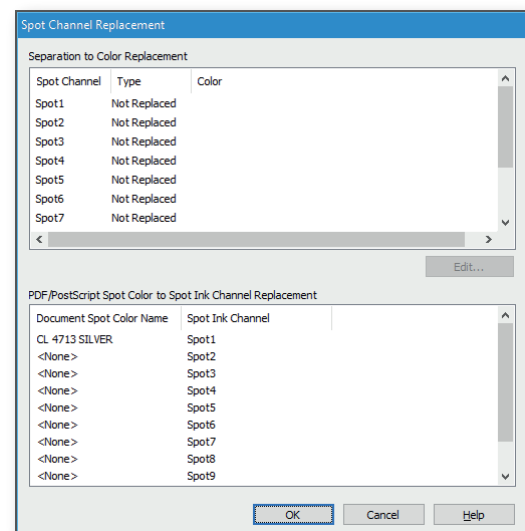 Spot Channel Replacement
Separation to Color Replacement
Spot Channel Type Color
Spot1 Not Replaced
Spot2 Not Replaced
Spot3 Not Replaced
Spot4 Not Replaced
Spot5 Not Replaced
Spot6 Not Replaced
Spot7 Not Replaced
Edit...
PDF/PostScript Spot Color to Spot Ink Channel Replacement
Document Spot Color Name Spot Ink Channel
CL 4713 SILVER Spot1
<None> Spot2
<None> Spot3
<None> Spot4
<None> Spot5
<None> Spot6
<None> Spot7
<None> Spot8
<None> Spot9
OK Cancel Help